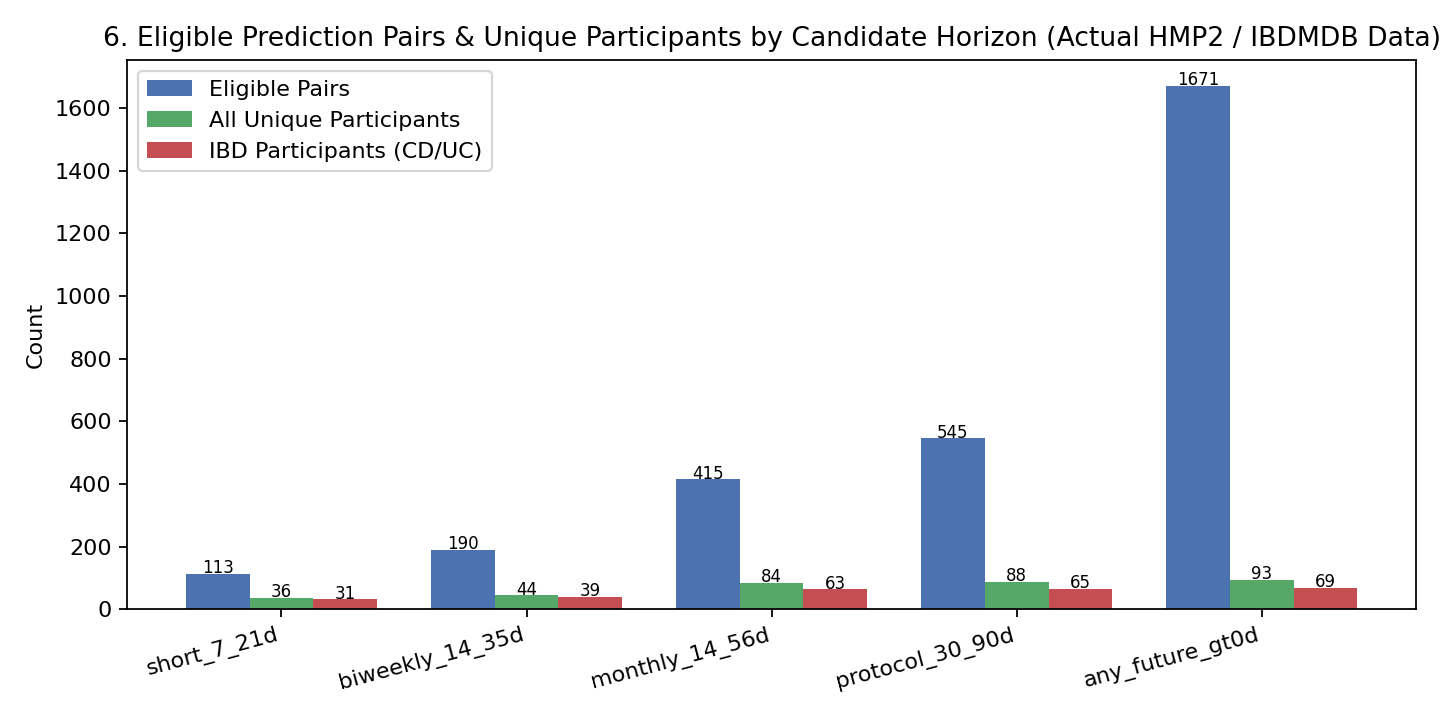 6. Eligible Prediction Pairs & Unique Participants by Candidate Horizon (Actual HMP2 / IBDMDB Data)
Eligible Pairs
All Unique Participants
IBD Participants (CD/UC)
Count
1600
1400
1200
1000
800
600
400
200
0
113
36
31
190
44
39
415
84
63
545
88
65
1671
93
69
short_7_21d
biweekly_14_35d
monthly_14_56d
protocol_30_90d
any_future_gt0d